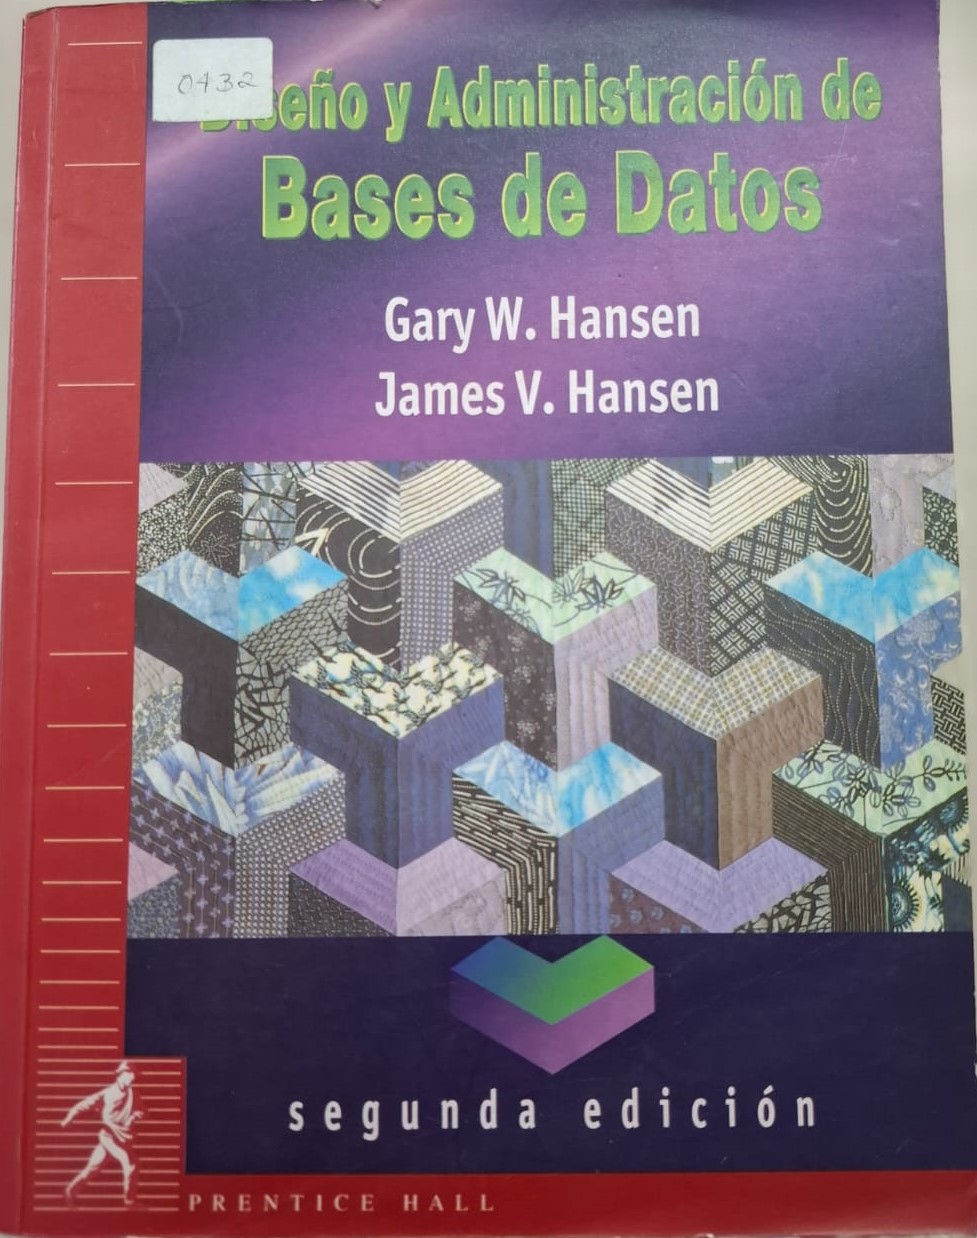 0432
Diseño y Administración de
Bases de Datos
Gary W. Hansen
James V. Hansen
segunda edición
PRENTICE HALL